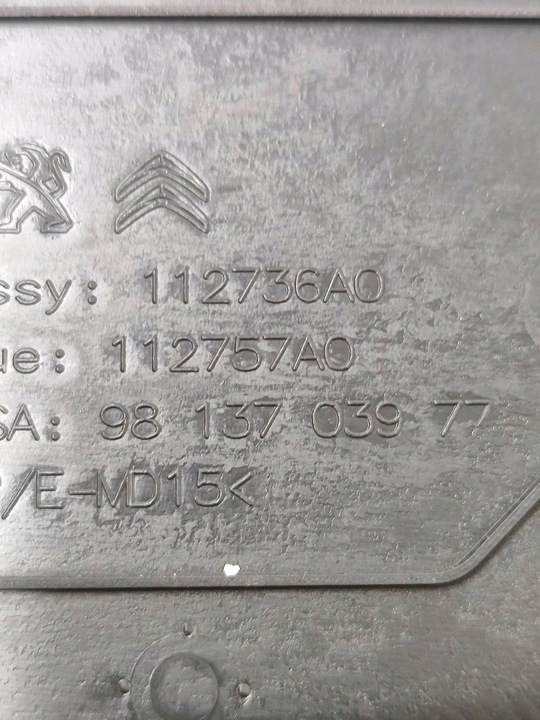 ssy: 112736A0
ue: 112757A0
SA: 98 137 039 77
P/E-MD15<